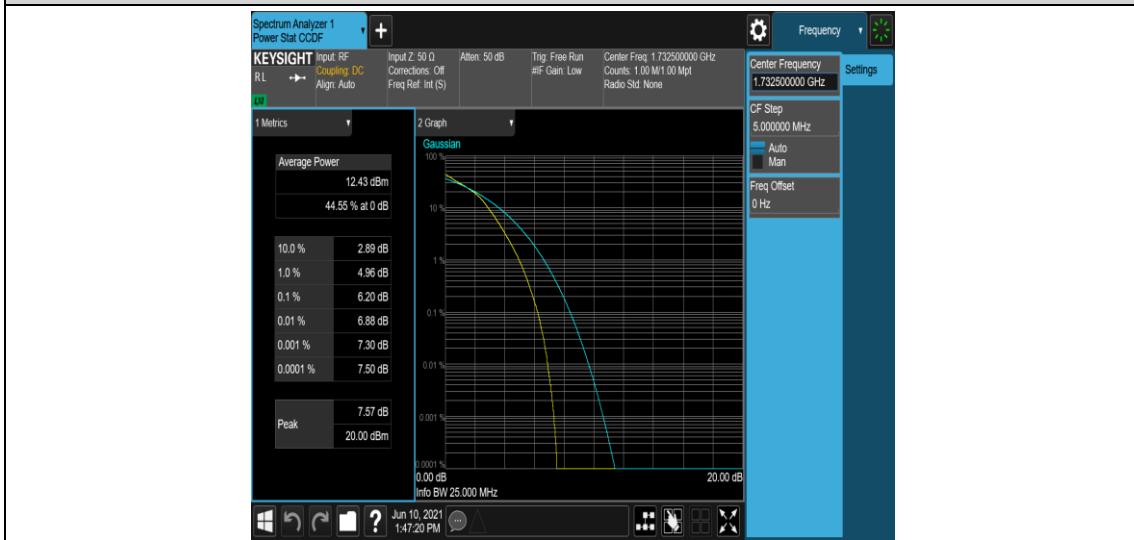 Spectrum Analyzer 1
Power Stat CCDF
+
Frequency
KEYSIGHT
RL
LXI
Input: RF
Coupling: DC
Align: Auto
Input Z: 50 Ω
Corrections: Off
Freq Ref: Int (S)
Atten: 50 dB
Trig: Free Run
#IF Gain: Low
Center Freq: 1.732500000 GHz
Counts: 1.00 M/1.00 Mpt
Radio Std: None
Center Frequency
1.732500000 GHz
Settings
CF Step
5.000000 MHz
Auto
Man
Freq Offset
0 Hz
1 Metrics
Average Power
12.43 dBm
44.55 % at 0 dB
10.0 % 2.89 dB
1.0 % 4.96 dB
0.1 % 6.20 dB
0.01 % 6.88 dB
0.001 % 7.30 dB
0.0001 % 7.50 dB
Peak
7.57 dB
20.00 dBm
2 Graph
Gaussian
100 %
10 %
1 %
0.1 %
0.01 %
0.001 %
0.0001 %
0.00 dB 20.00 dB
Info BW 25.000 MHz
?
Jun 10, 2021
1:47:20 PM